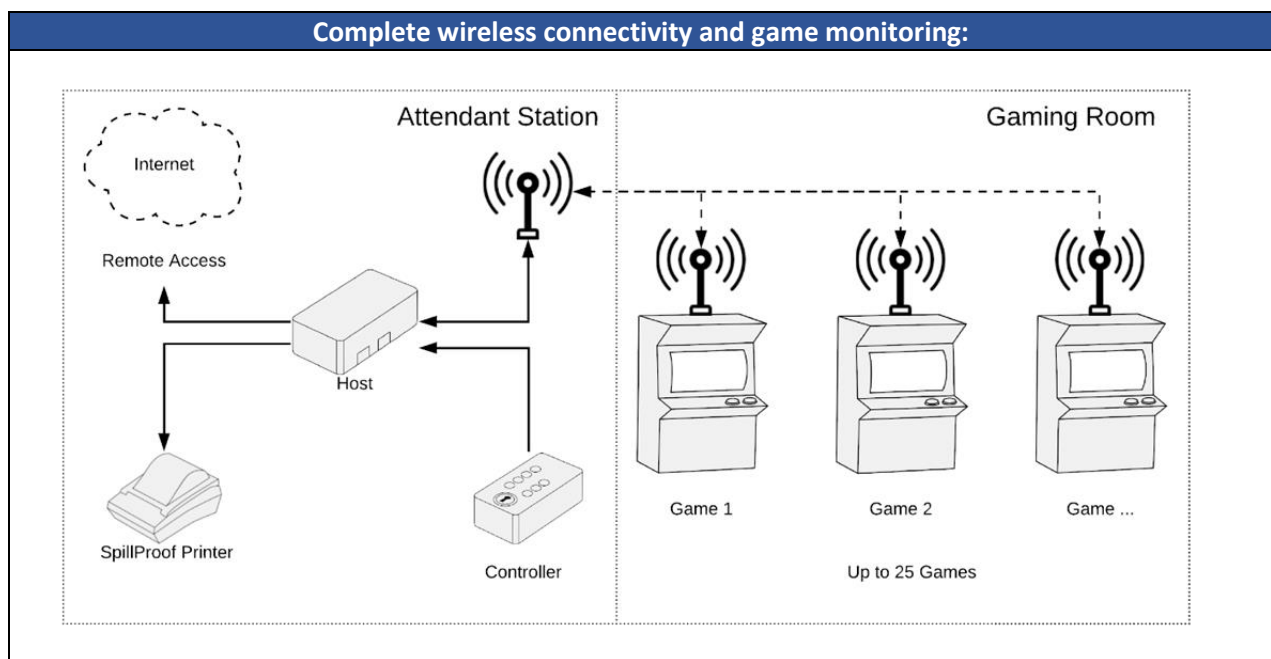 Complete wireless connectivity and game monitoring:
Attendant Station
Gaming Room
Internet
Remote Access
Host
SpillProof Printer
Controller
Game 1
Game 2
Game ...
Up to 25 Games